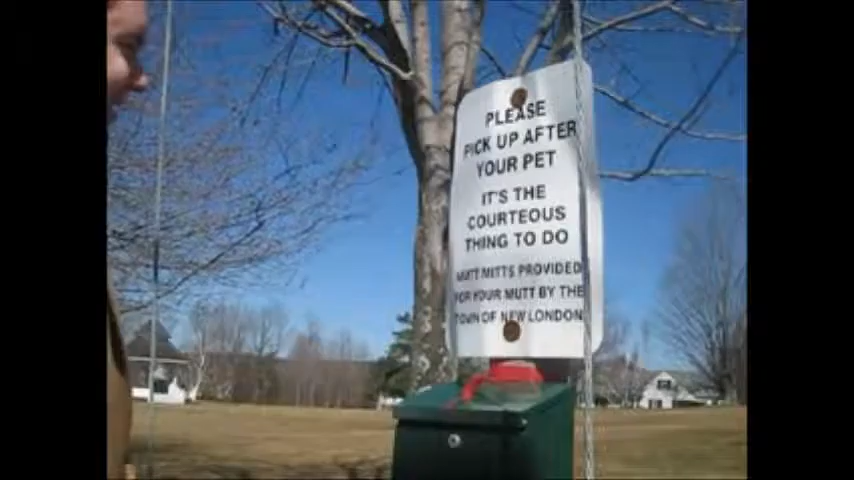 PLEASE
PICK UP AFTER
YOUR PET
IT'S THE
COURTEOUS
THING TO DO
MUTT MITTS PROVIDED
FOR YOUR MUTT BY THE
TOWN OF NEW LONDON